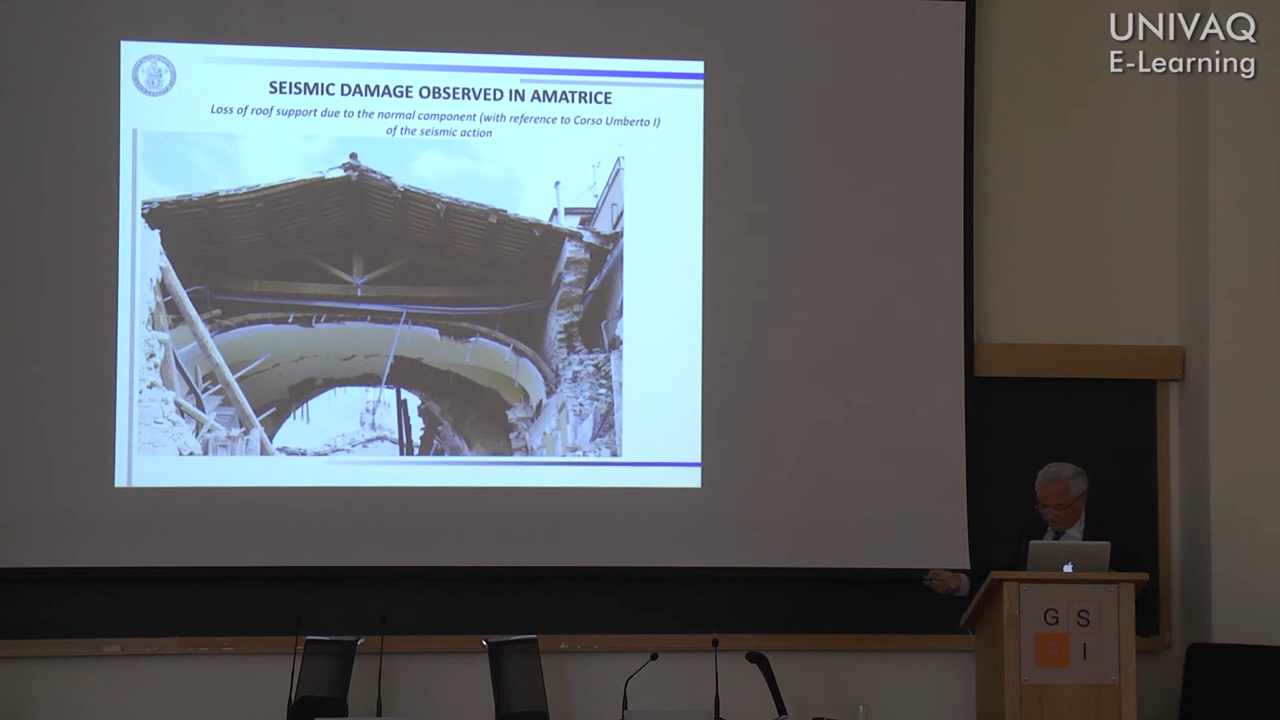 UNIVAQ
E-Learning
SEISMIC DAMAGE OBSERVED IN AMATRICE
Loss of roof support due to the normal component (with reference to Corso Umberto I)
of the seismic action
G S
S I